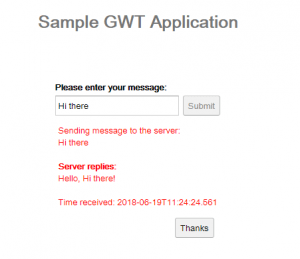 Sample GWT Application
Please enter your message:
Hi there
Submit
Sending message to the server:
Hi there
Server replies:
Hello, Hi there!
Time received: 2018-06-19T11:24:24.561
Thanks